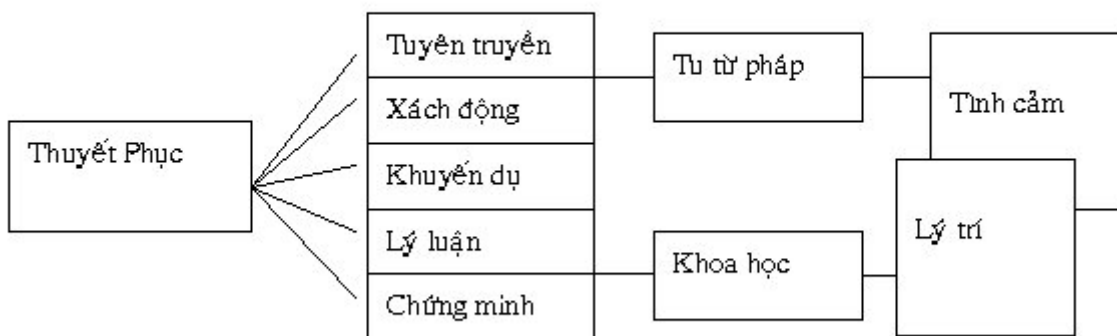 Thuyết Phục
Tuyên truyền
Xách động
Khuyến dụ
Lý luận
Chứng minh
Tu từ pháp
Khoa học
Tình cảm
Lý trí